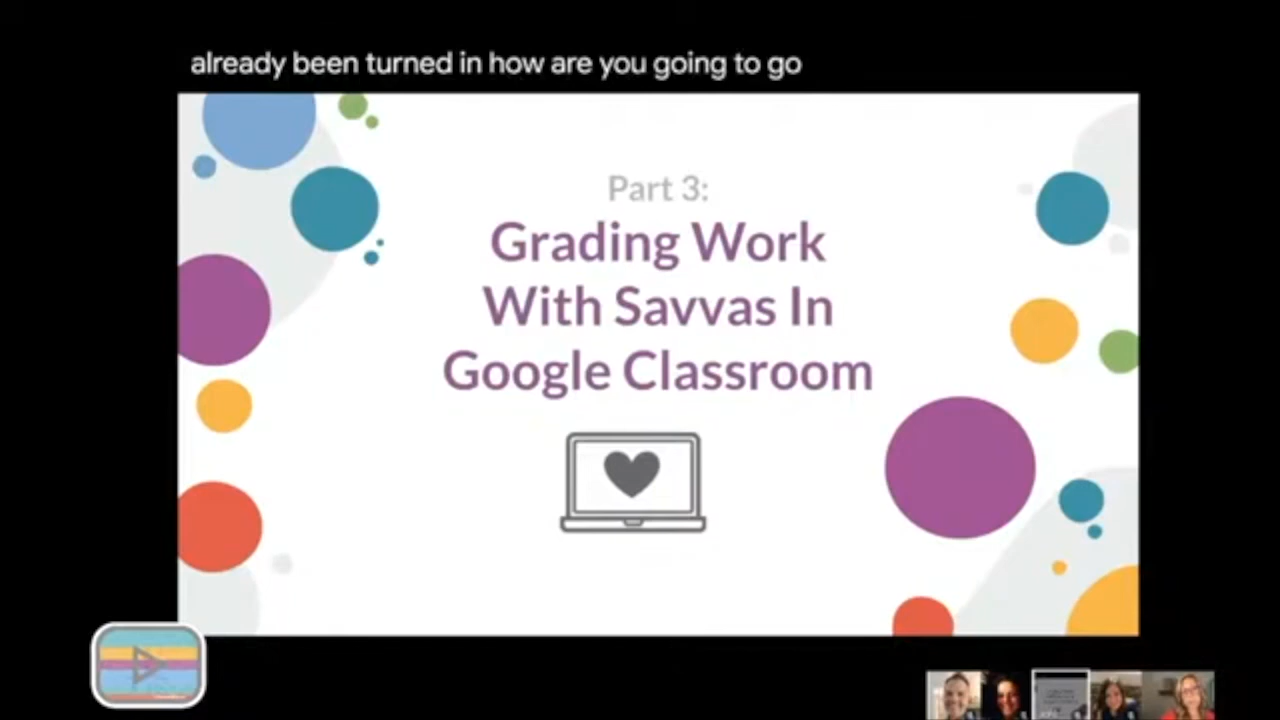 already been turned in how are you going to go
Part 3:
Grading Work
With Savvas In
Google Classroom